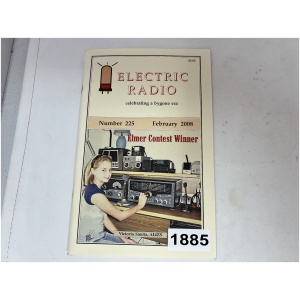 ELECTRIC
RADIO
celebrating a bygone era
Number 225 February 2008
Elmer Contest Winner
1885